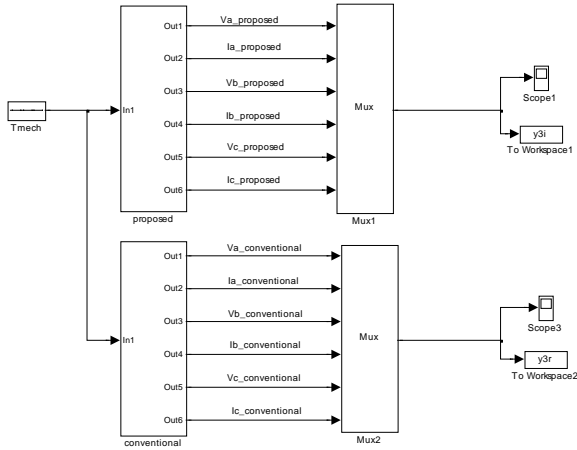 Va_proposed
Out1
Ia_proposed
Out2
Vb_proposed
Out3
In1
Mux
Ib_proposed
Out4
Vc_proposed
Out5
Ic_proposed
Out6
proposed
Mux1
Tmech
Scope1
y3i
To Workspace1
Va_conventional
Out1
Ia_conventional
Out2
Vb_conventional
Out3
In1
Mux
Ib_conventional
Out4
Vc_conventional
Out5
Ic_conventional
Out6
conventional
Mux2
Scope3
y3r
To Workspace2